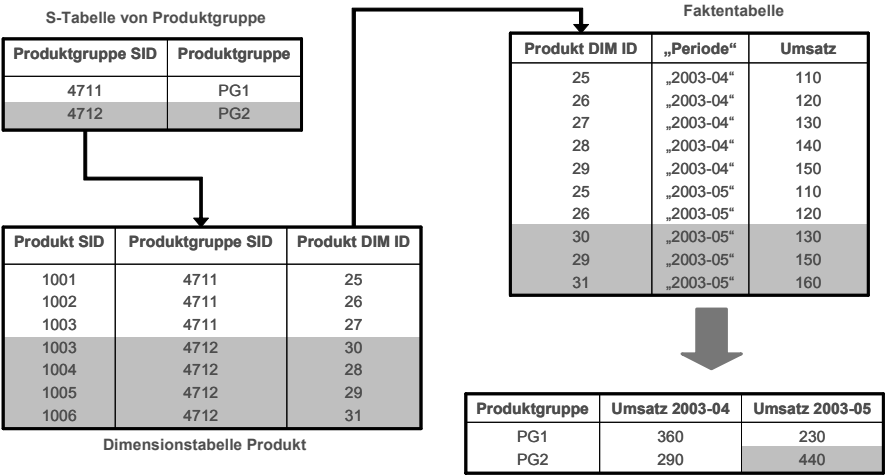 S-Tabelle von Produktgruppe
Produktgruppe SID Produktgruppe
4711 PG1
4712 PG2
Produkt SID Produktgruppe SID Produkt DIM ID
1001 4711 25
1002 4711 26
1003 4711 27
1003 4712 30
1004 4712 28
1005 4712 29
1006 4712 31
Dimensionstabelle Produkt
Faktentabelle
Produkt DIM ID „Periode“ Umsatz
25 „2003-04“ 110
26 „2003-04“ 120
27 „2003-04“ 130
28 „2003-04“ 140
29 „2003-04“ 150
25 „2003-05“ 110
26 „2003-05“ 120
30 „2003-05“ 130
29 „2003-05“ 150
31 „2003-05“ 160
Produktgruppe Umsatz 2003-04 Umsatz 2003-05
PG1 360 230
PG2 290 440